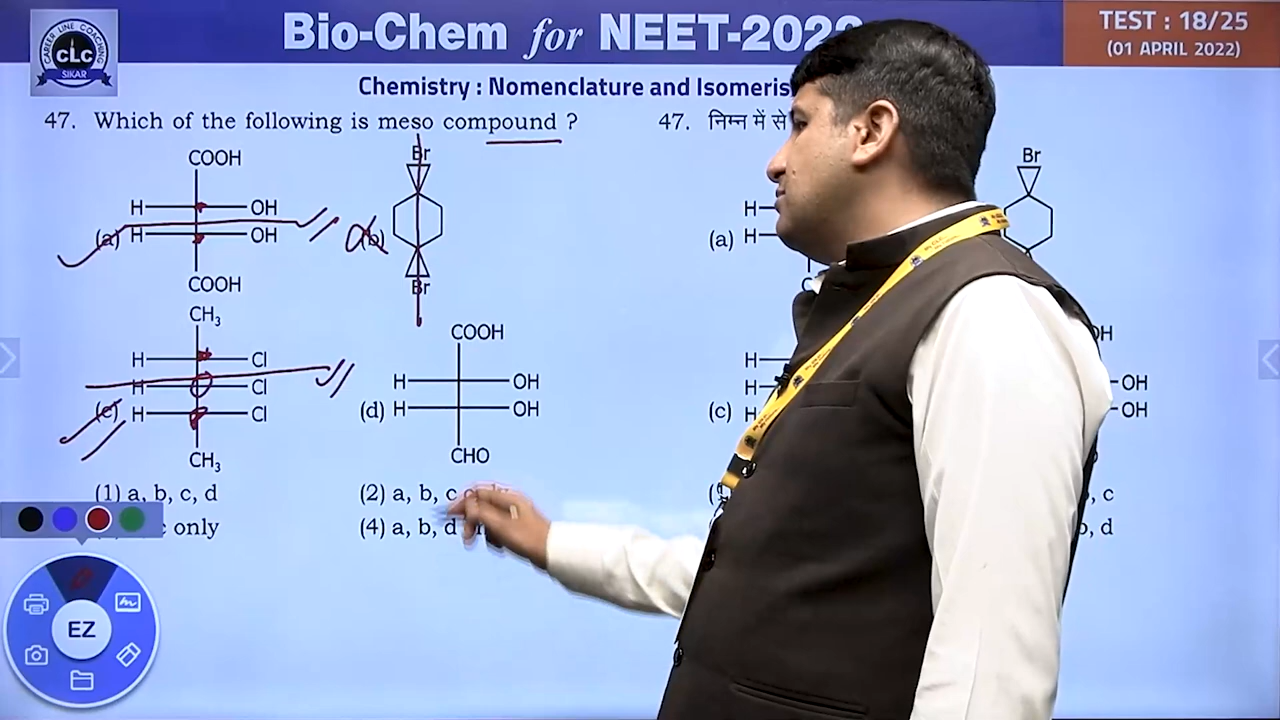 CAREER LINE COACHING
CLC
SIKAR
Bio-Chem for NEET-2022
TEST : 18/25
(01 APRIL 2022)
Chemistry : Nomenclature and Isomeris
47. Which of the following is meso compound ?
COOH
H OH
(a) H OH
COOH
Br
(b)
Br
CH3
H Cl
H Cl
(c) H Cl
CH3
COOH
H OH
(d) H OH
CHO
(1) a, b, c, d
(2) a, b, c only
c only
(4) a, b, d
47. निम्न में से
H
(a) H
Br
H
H
(c) H
OH
OH
, c
, d
EZ